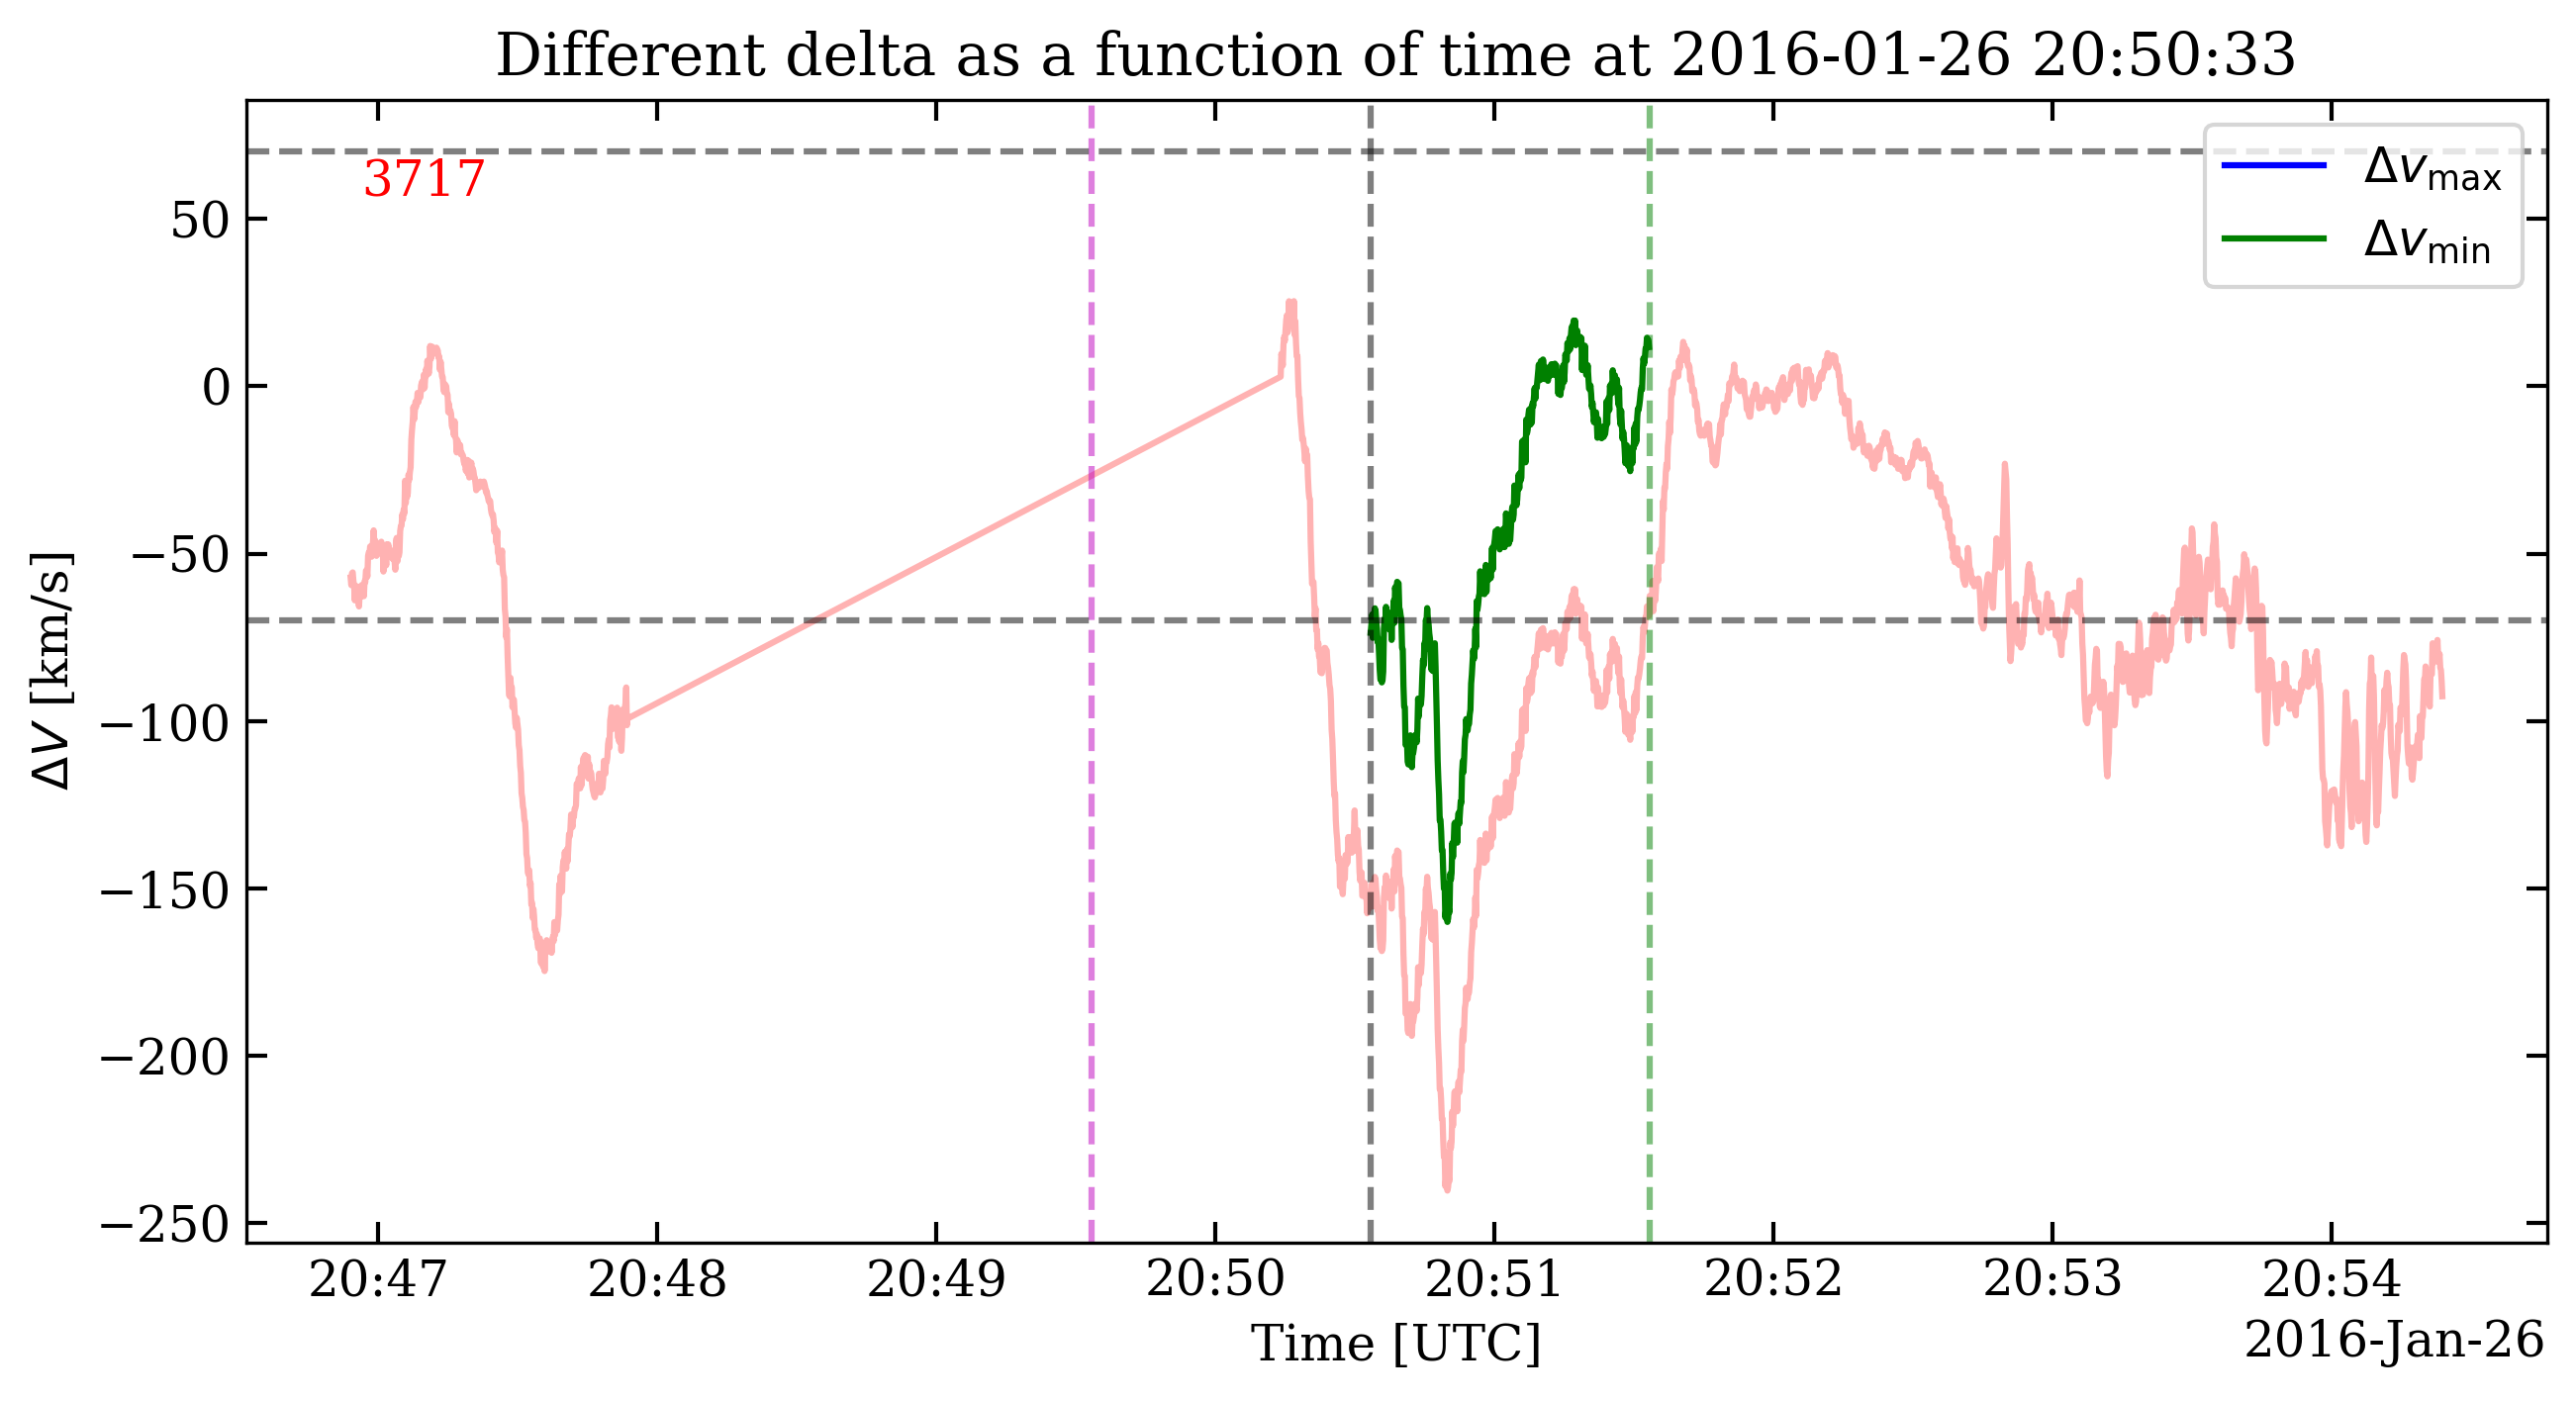 Different delta as a function of time at 2016-01-26 20:50:33
3717
Δv_max
Δv_min
50
0
−50
−100
−150
−200
−250
ΔV [km/s]
20:47 20:48 20:49 20:50 20:51 20:52 20:53 20:54
Time [UTC]
2016-Jan-26